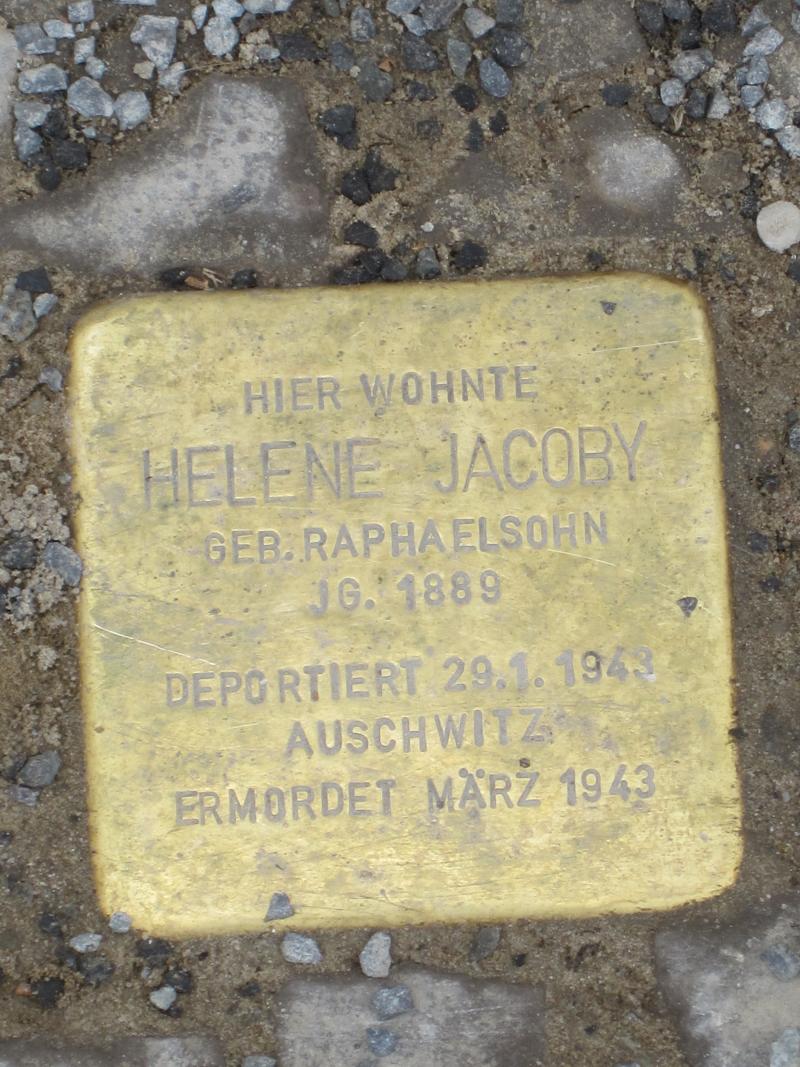 HIER WOHNTE
HELENE JACOBY
GEB. RAPHAELSOHN
JG. 1889
DEPORTIERT 29.1.1943
AUSCHWITZ
ERMORDET MÄRZ 1943